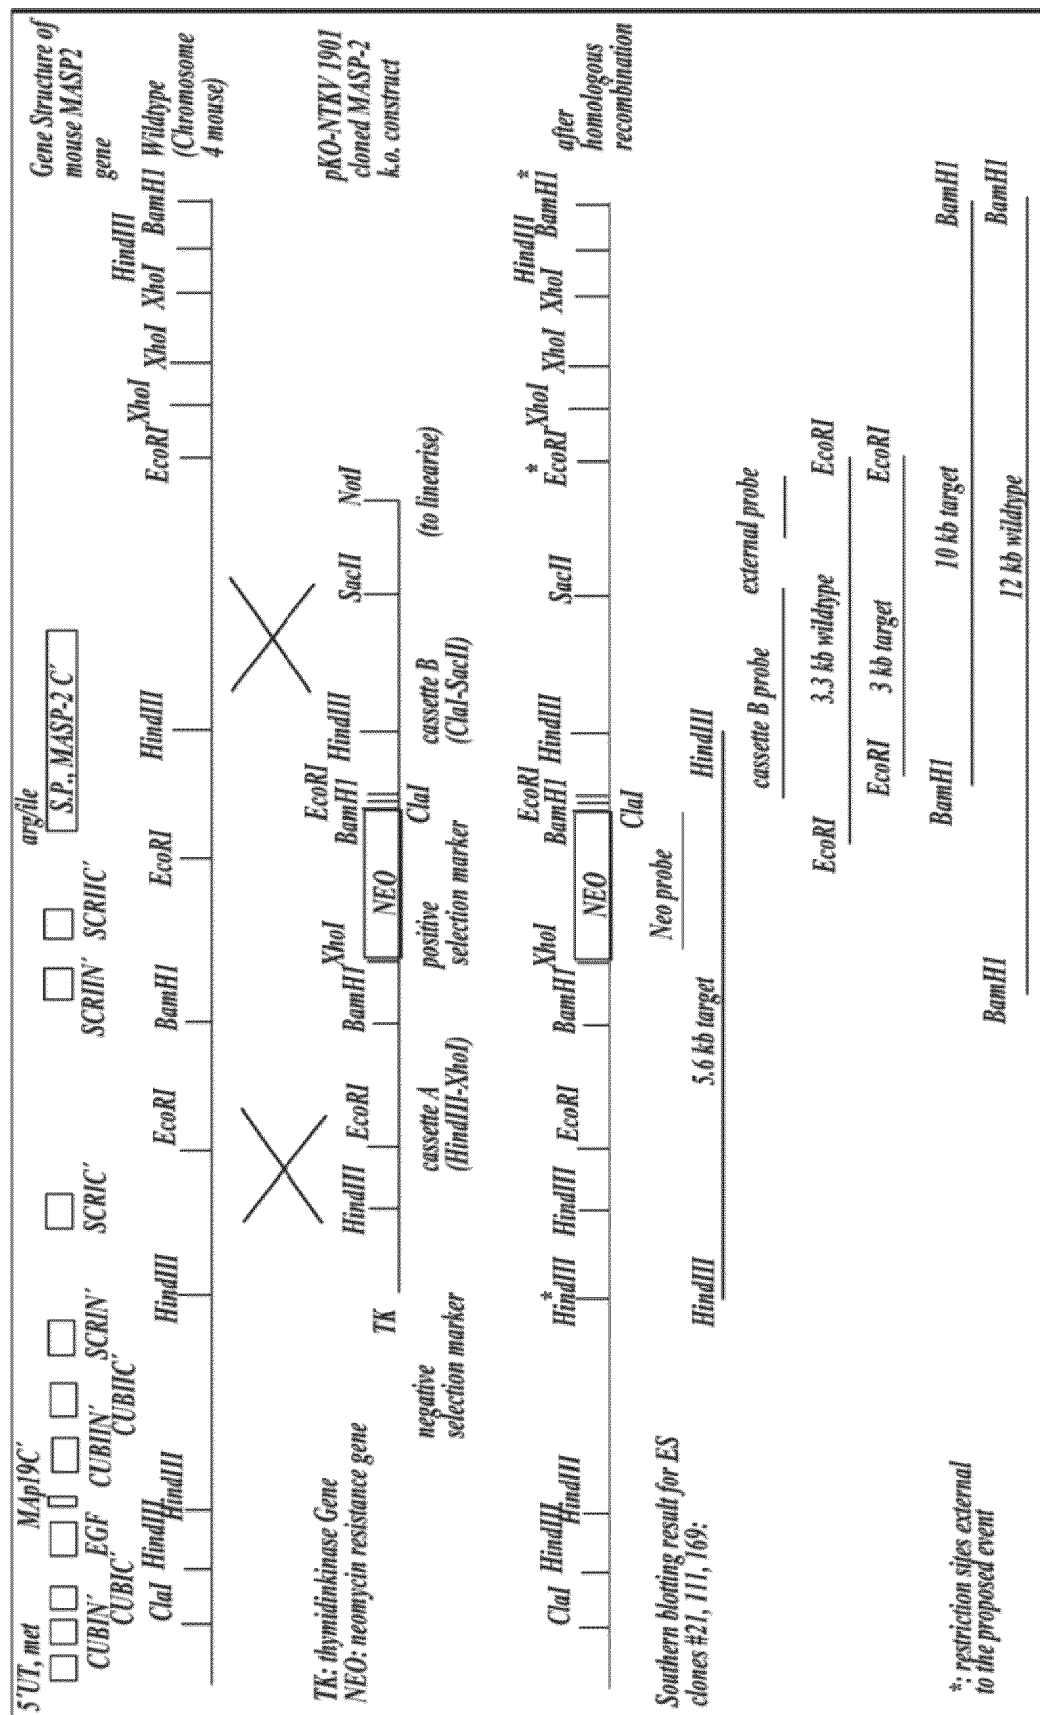 Gene Structure of
mouse MASP2
gene
5'UT, met
MAp19C'
arg/ile
S.P., MASP-2 C'
CUBIN'
CUBIC'
EGF
CUBIIN'
CUBIIC'
SCRIN'
SCRIC'
SCRIIN'
SCRIIC'
Wildtype
(Chromosome
4 mouse)
ClaI
HindIII
HindIII
HindIII
EcoRI
BamH1
EcoRI
HindIII
EcoRI
XhoI
XhoI
XhoI
HindIII
BamH1
pKO-NTKV 1901
cloned MASP-2
k.o. construct
TK: thymidinkinase Gene
NEO: neomycin resistance gene
TK
HindIII
EcoRI
BamH1
XhoI
NEO
BamH1
EcoRI
ClaI
HindIII
SacII
NotI
negative
selection marker
cassette A
(HindIII-XhoI)
positive
selection marker
cassette B
(ClaI-SacII)
(to linearise)
after
homologous
recombination
ClaI
HindIII
HindIII
HindIII
*
HindIII
EcoRI
BamH1
XhoI
NEO
BamH1
EcoRI
ClaI
HindIII
SacII
EcoRI
*
XhoI
XhoI
XhoI
HindIII
BamH1
*
Southern blotting result for ES
clones #21, 111, 169:
Neo probe
HindIII
5.6 kb target
HindIII
cassette B probe
external probe
EcoRI
3.3 kb wildtype
EcoRI
EcoRI
3 kb target
EcoRI
BamH1
10 kb target
BamH1
BamH1
12 kb wildtype
BamH1
*: restriction sites external
to the proposed event